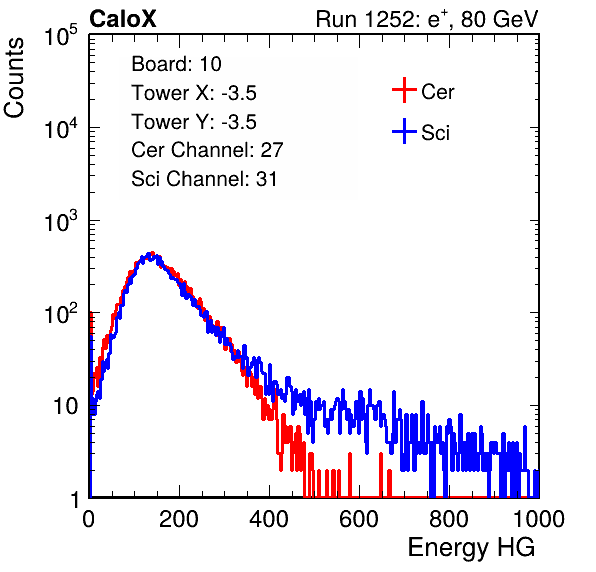 CaloX Run 1252: e⁺, 80 GeV
Counts
10⁵
10⁴
10³
10²
10
1
Board: 10
Tower X: -3.5
Tower Y: -3.5
Cer Channel: 27
Sci Channel: 31
Cer
Sci
0 200 400 600 800 1000
Energy HG